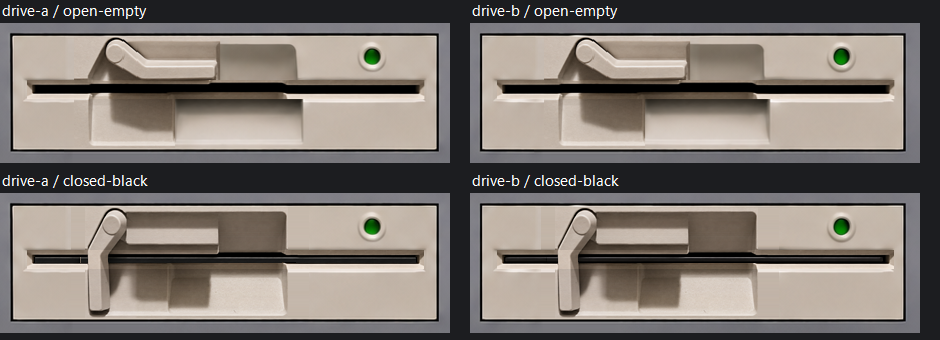 drive-a / open-empty
drive-b / open-empty
drive-a / closed-black
drive-b / closed-black